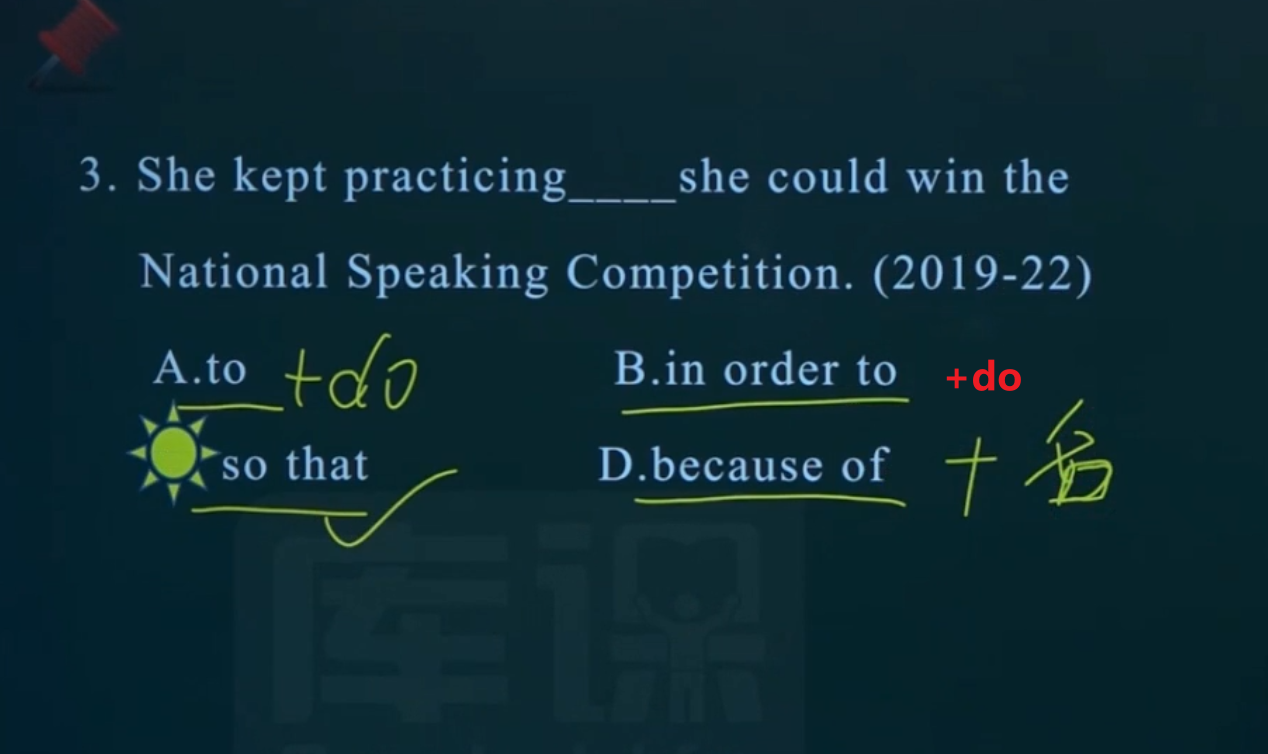 3. She kept practicing____she could win the
National Speaking Competition. (2019-22)
A.to +do B.in order to +do
so that D.because of + 名
库课